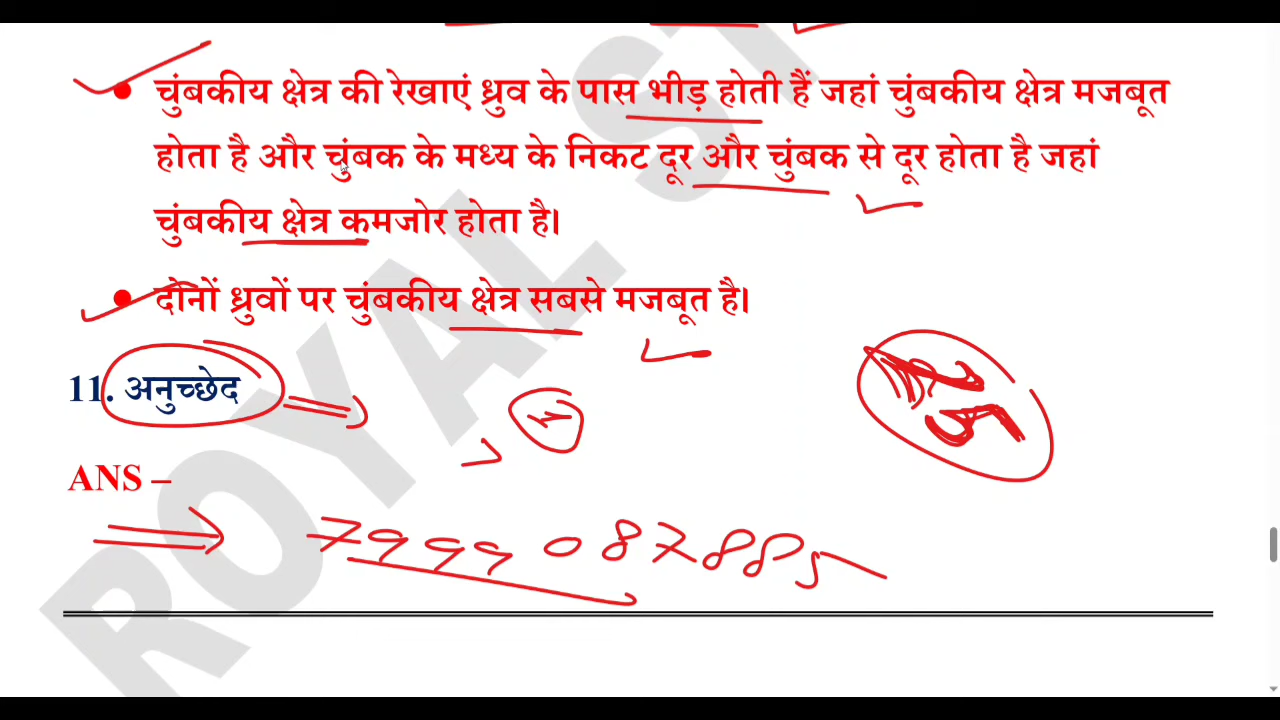 चुंबकीय क्षेत्र की रेखाएं ध्रुव के पास भीड़ होती हैं जहां चुंबकीय क्षेत्र मजबूत
होता है और चुंबक के मध्य के निकट दूर और चुंबक से दूर होता है जहां
चुंबकीय क्षेत्र कमजोर होता है।
दोनों ध्रुवों पर चुंबकीय क्षेत्र सबसे मजबूत है।
11. अनुच्छेद
ANS –
7999087885
ROYAL ST